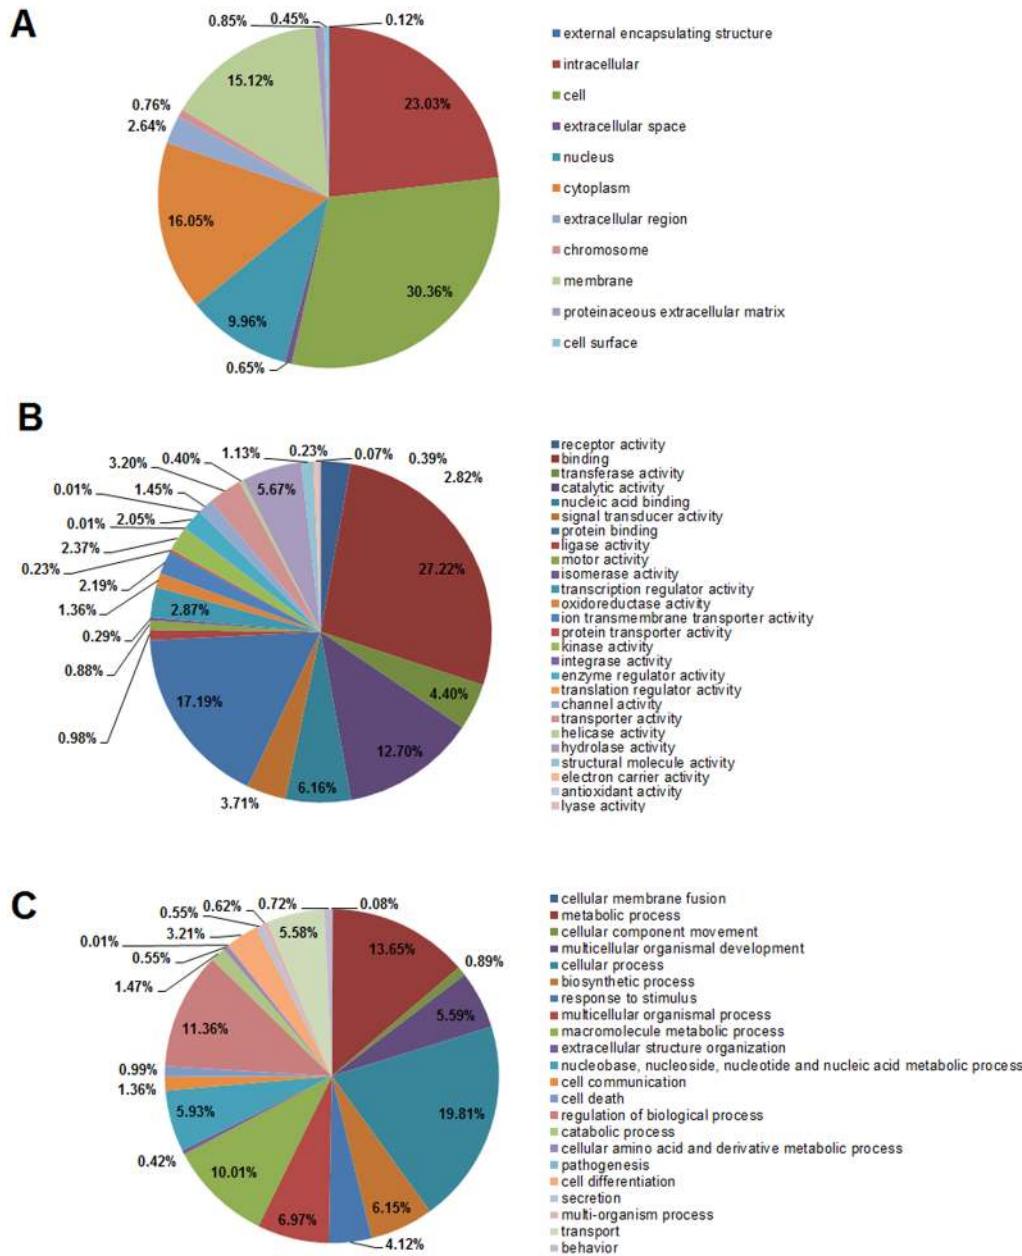 A
0.85%
0.45%
0.12%
15.12%
23.03%
0.76%
2.64%
16.05%
30.36%
9.96%
0.65%
external encapsulating structure
intracellular
cell
extracellular space
nucleus
cytoplasm
extracellular region
chromosome
membrane
proteinaceous extracellular matrix
cell surface
B
1.13%
0.23%
0.07%
0.39%
0.40%
3.20%
2.82%
5.67%
0.01%
1.45%
0.01%
2.05%
2.37%
27.22%
0.23%
2.19%
1.36%
2.87%
0.29%
0.88%
4.40%
17.19%
0.98%
12.70%
6.16%
3.71%
receptor activity
binding
transferase activity
catalytic activity
nucleic acid binding
signal transducer activity
protein binding
ligase activity
motor activity
isomerase activity
transcription regulator activity
oxidoreductase activity
ion transmembrane transporter activity
protein transporter activity
kinase activity
integrase activity
enzyme regulator activity
translation regulator activity
channel activity
transporter activity
helicase activity
hydrolase activity
structural molecule activity
electron carrier activity
antioxidant activity
lyase activity
C
0.62%
0.72%
0.08%
0.55%
3.21%
5.58%
13.65%
0.01%
0.55%
0.89%
1.47%
5.59%
11.36%
0.99%
1.36%
5.93%
19.81%
0.42%
10.01%
6.15%
6.97%
4.12%
cellular membrane fusion
metabolic process
cellular component movement
multicellular organismal development
cellular process
biosynthetic process
response to stimulus
multicellular organismal process
macromolecule metabolic process
extracellular structure organization
nucleobase, nucleoside, nucleotide and nucleic acid metabolic process
cell communication
cell death
regulation of biological process
catabolic process
cellular amino acid and derivative metabolic process
pathogenesis
cell differentiation
secretion
multi-organism process
transport
behavior